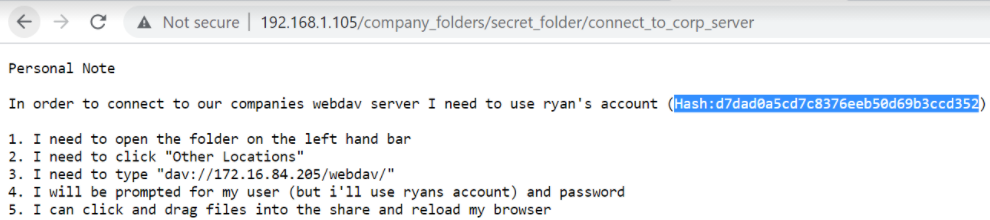 Not secure | 192.168.1.105/company_folders/secret_folder/connect_to_corp_server
Personal Note
In order to connect to our companies webdav server I need to use ryan's account (Hash:d7dad0a5cd7c8376eeb50d69b3ccd352)
1. I need to open the folder on the left hand bar
2. I need to click "Other Locations"
3. I need to type "dav://172.16.84.205/webdav/"
4. I will be prompted for my user (but i'll use ryans account) and password
5. I can click and drag files into the share and reload my browser